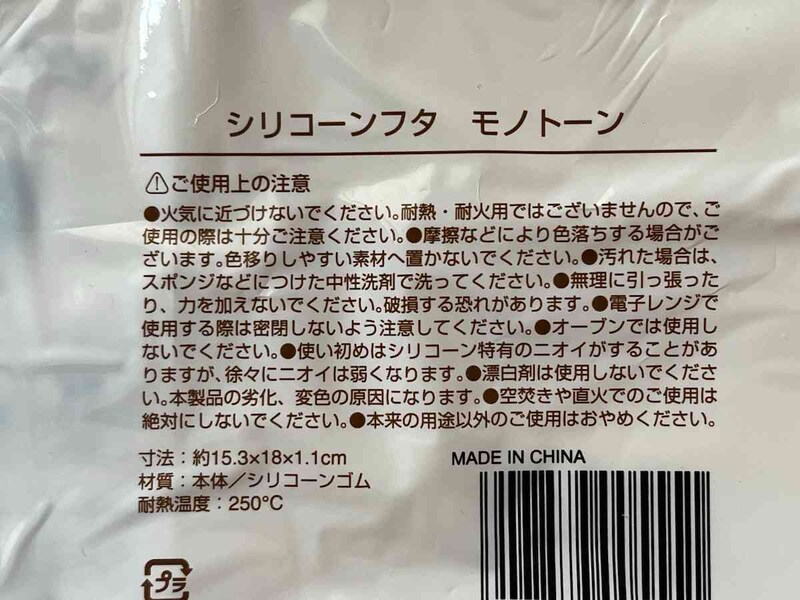 シリコーンフタ　モノトーン
⚠ご使用上の注意
●火気に近づけないでください。耐熱・耐火用ではございませんので、ご
使用の際は十分ご注意ください。●摩擦などにより色落ちする場合がご
ざいます。色移りしやすい素材へ置かないでください。●汚れた場合は、
スポンジなどにつけた中性洗剤で洗ってください。●無理に引っ張った
り、力を加えないでください。破損する恐れがあります。●電子レンジで
使用する際は密閉しないよう注意してください。●オーブンでは使用し
ないでください。●使い初めはシリコーン特有のニオイがすることがあ
りますが、徐々にニオイは弱くなります。●漂白剤は使用しないでくださ
い。本製品の劣化、変色の原因になります。●空焚きや直火でのご使用は
絶対にしないでください。●本来の用途以外のご使用はおやめください。
寸法：約15.3×18×1.1cm
材質：本体／シリコーンゴム
耐熱温度：250℃
MADE IN CHINA
プラ